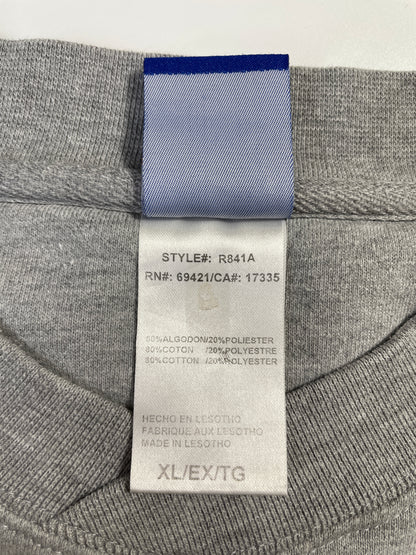 STYLE#: R841A
RN#: 69421/CA#: 17335
80%ALGODON/20%POLIESTER
80%COTON /20%POLYESTRE
80%COTTON /20%POLYESTER
HECHO EN LESOTHO
FABRIQUE AUX LESOTHO
MADE IN LESOTHO
XL/EX/TG